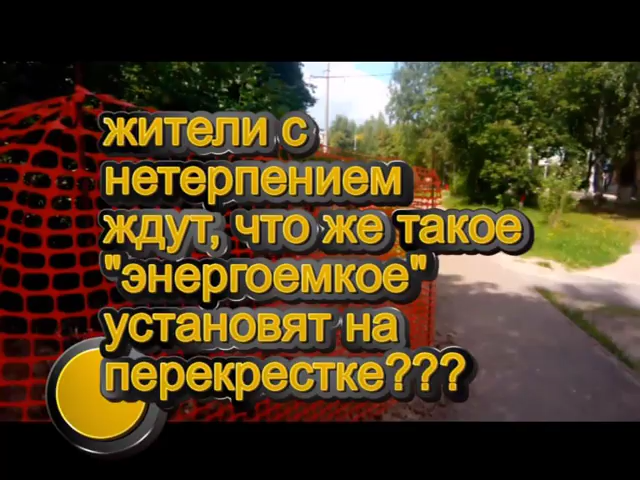 жители с
нетерпением
ждут, что же такое
"энергоемкое"
установят на
перекрестке???